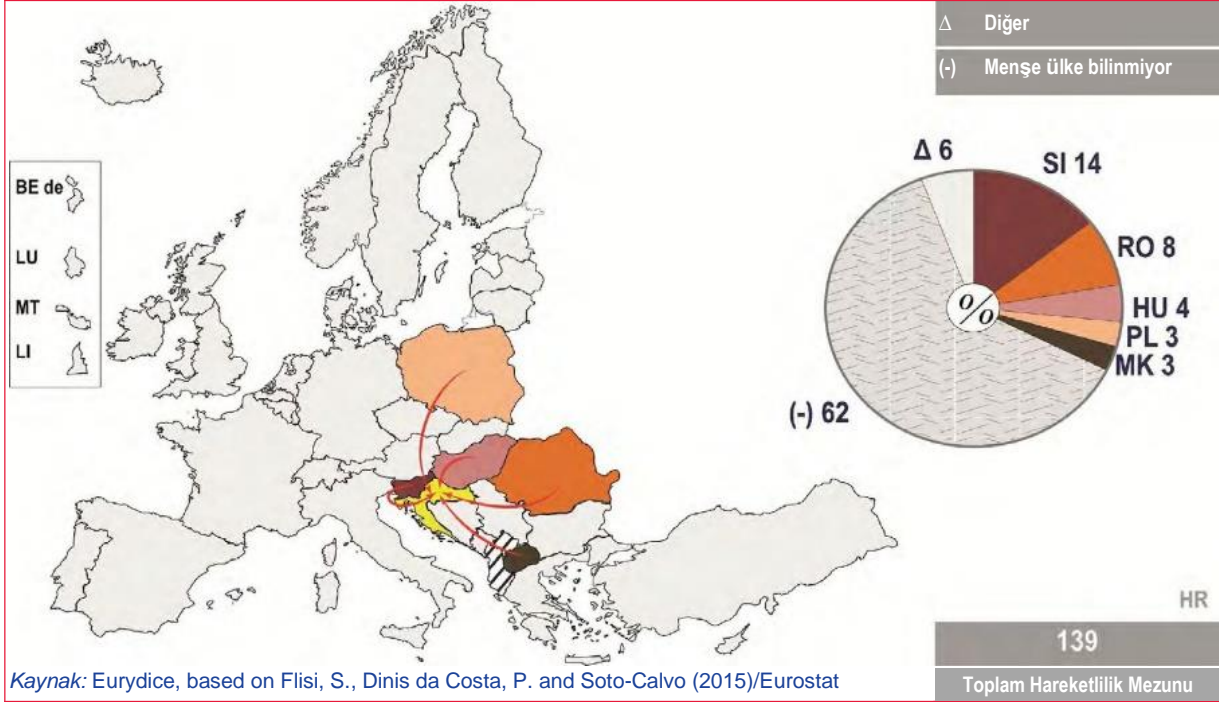 Δ Diğer
(-) Menşe ülke bilinmiyor
BE de
LU
MT
LI
Δ 6
SI 14
RO 8
HU 4
PL 3
MK 3
(-) 62
%
HR
139
Toplam Hareketlilik Mezunu
Kaynak: Eurydice, based on Flisi, S., Dinis da Costa, P. and Soto-Calvo (2015)/Eurostat